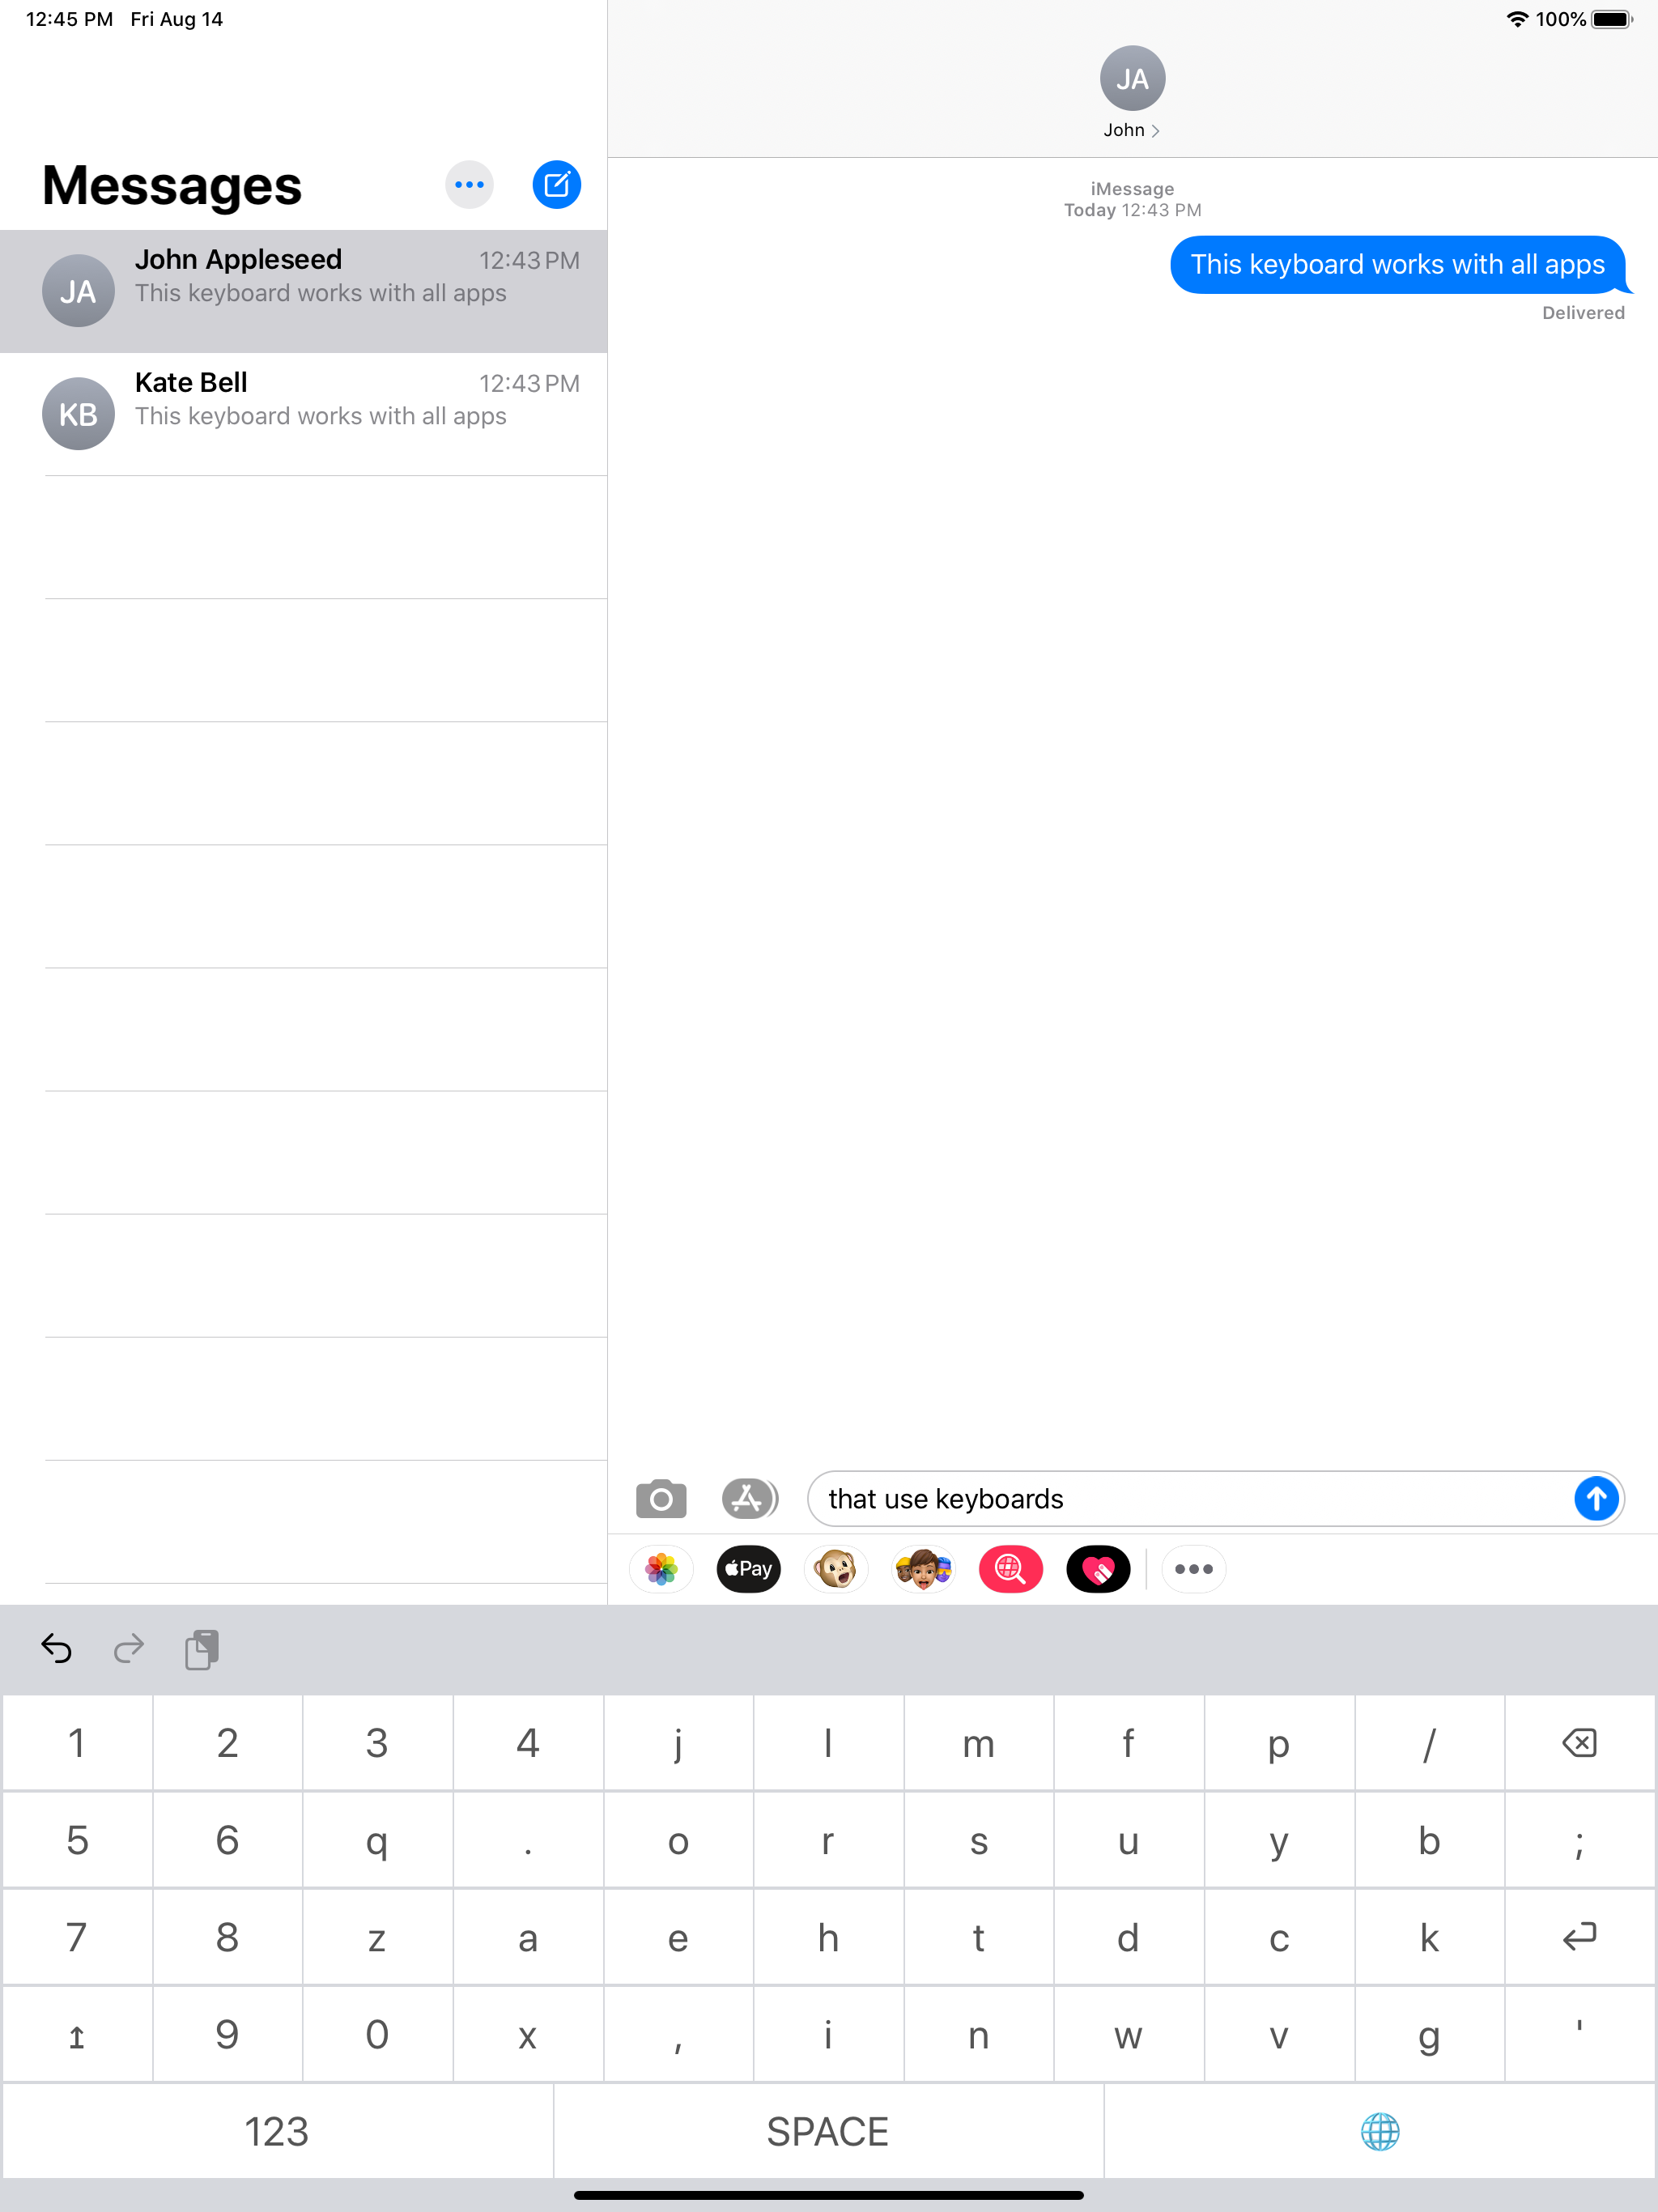 12:45 PM Fri Aug 14
100%
Messages
JA
John Appleseed 12:43 PM
This keyboard works with all apps
KB
Kate Bell 12:43 PM
This keyboard works with all apps
JA
John
iMessage
Today 12:43 PM
This keyboard works with all apps
Delivered
that use keyboards
Pay
1 2 3 4 j l m f p /
5 6 q . o r s u y b ;
7 8 z a e h t d c k
↥ 9 0 x , i n w v g '
123 SPACE